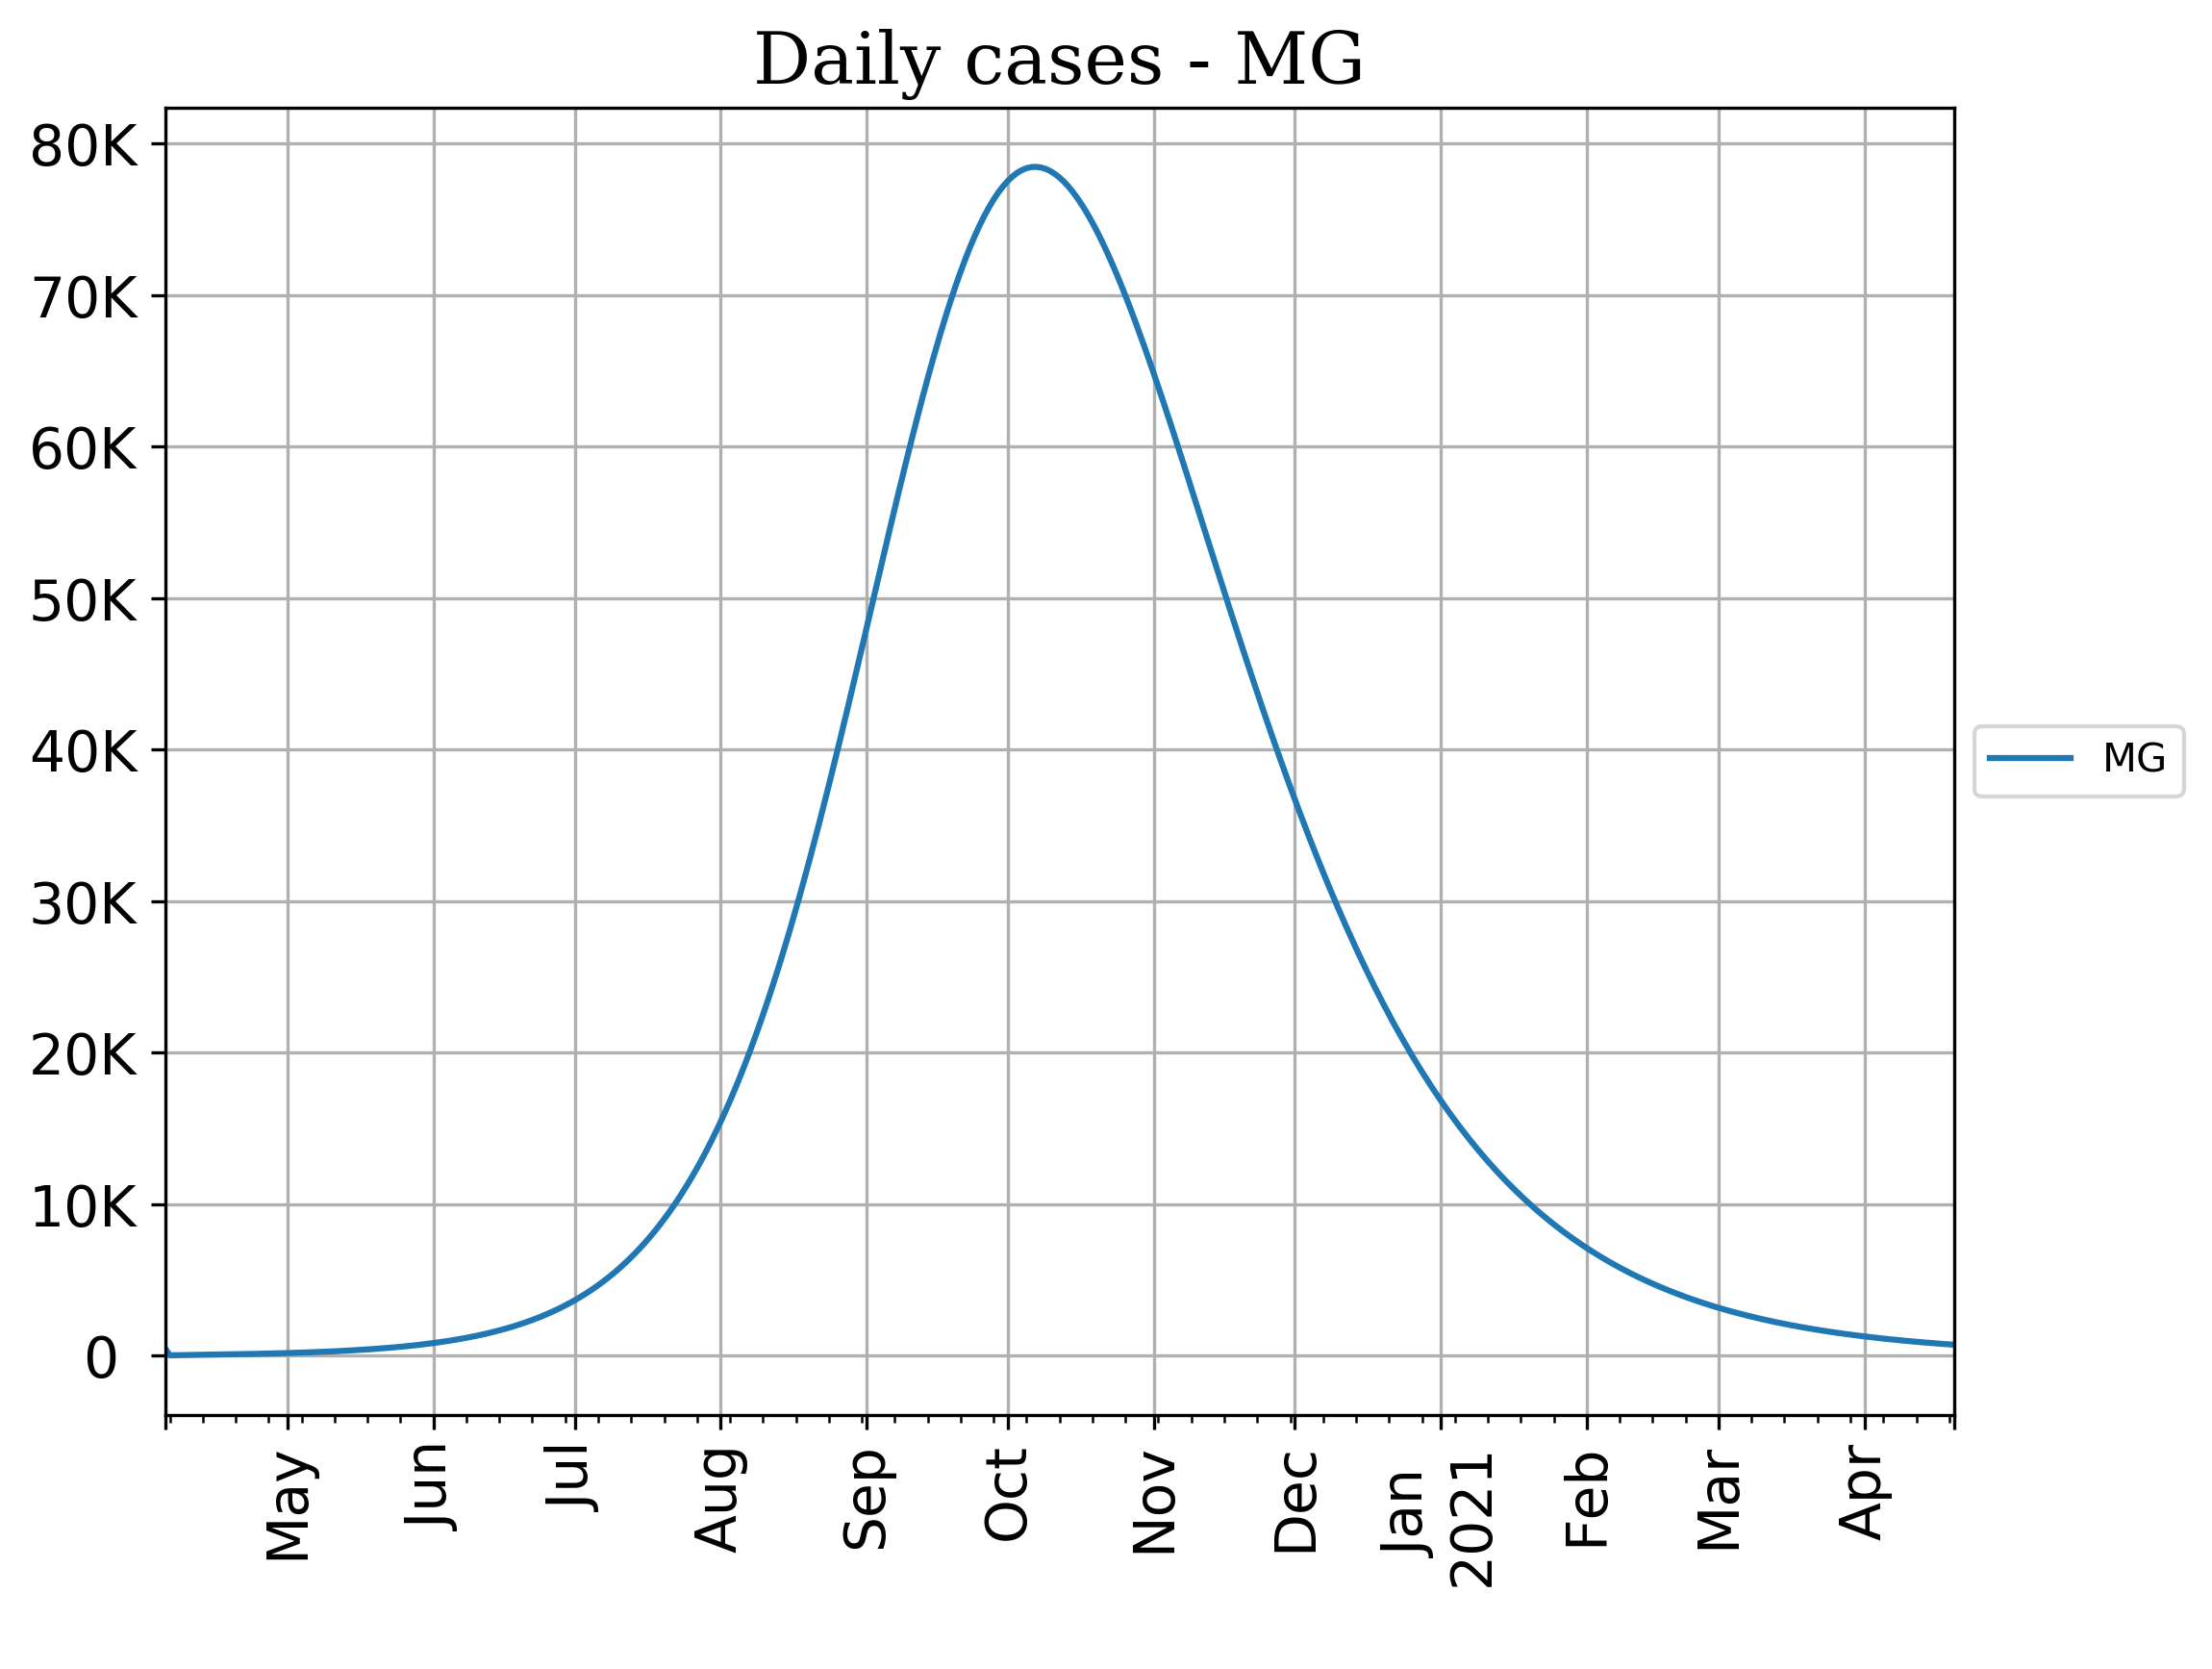 Daily cases - MG
80K
70K
60K
50K
40K
30K
20K
10K
0
MG
May
Jun
Jul
Aug
Sep
Oct
Nov
Dec
Jan
2021
Feb
Mar
Apr